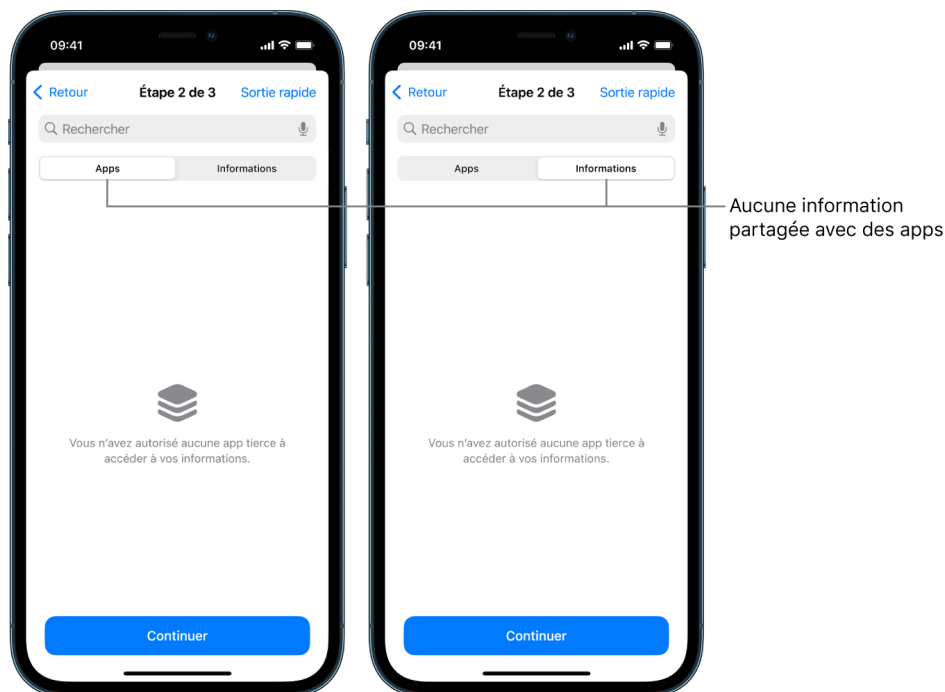 09:41
Retour Étape 2 de 3 Sortie rapide
Rechercher
Apps Informations
Vous n'avez autorisé aucune app tierce à
accéder à vos informations.
Continuer
09:41
Retour Étape 2 de 3 Sortie rapide
Rechercher
Apps Informations
Vous n'avez autorisé aucune app tierce à
accéder à vos informations.
Continuer
Aucune information
partagée avec des apps